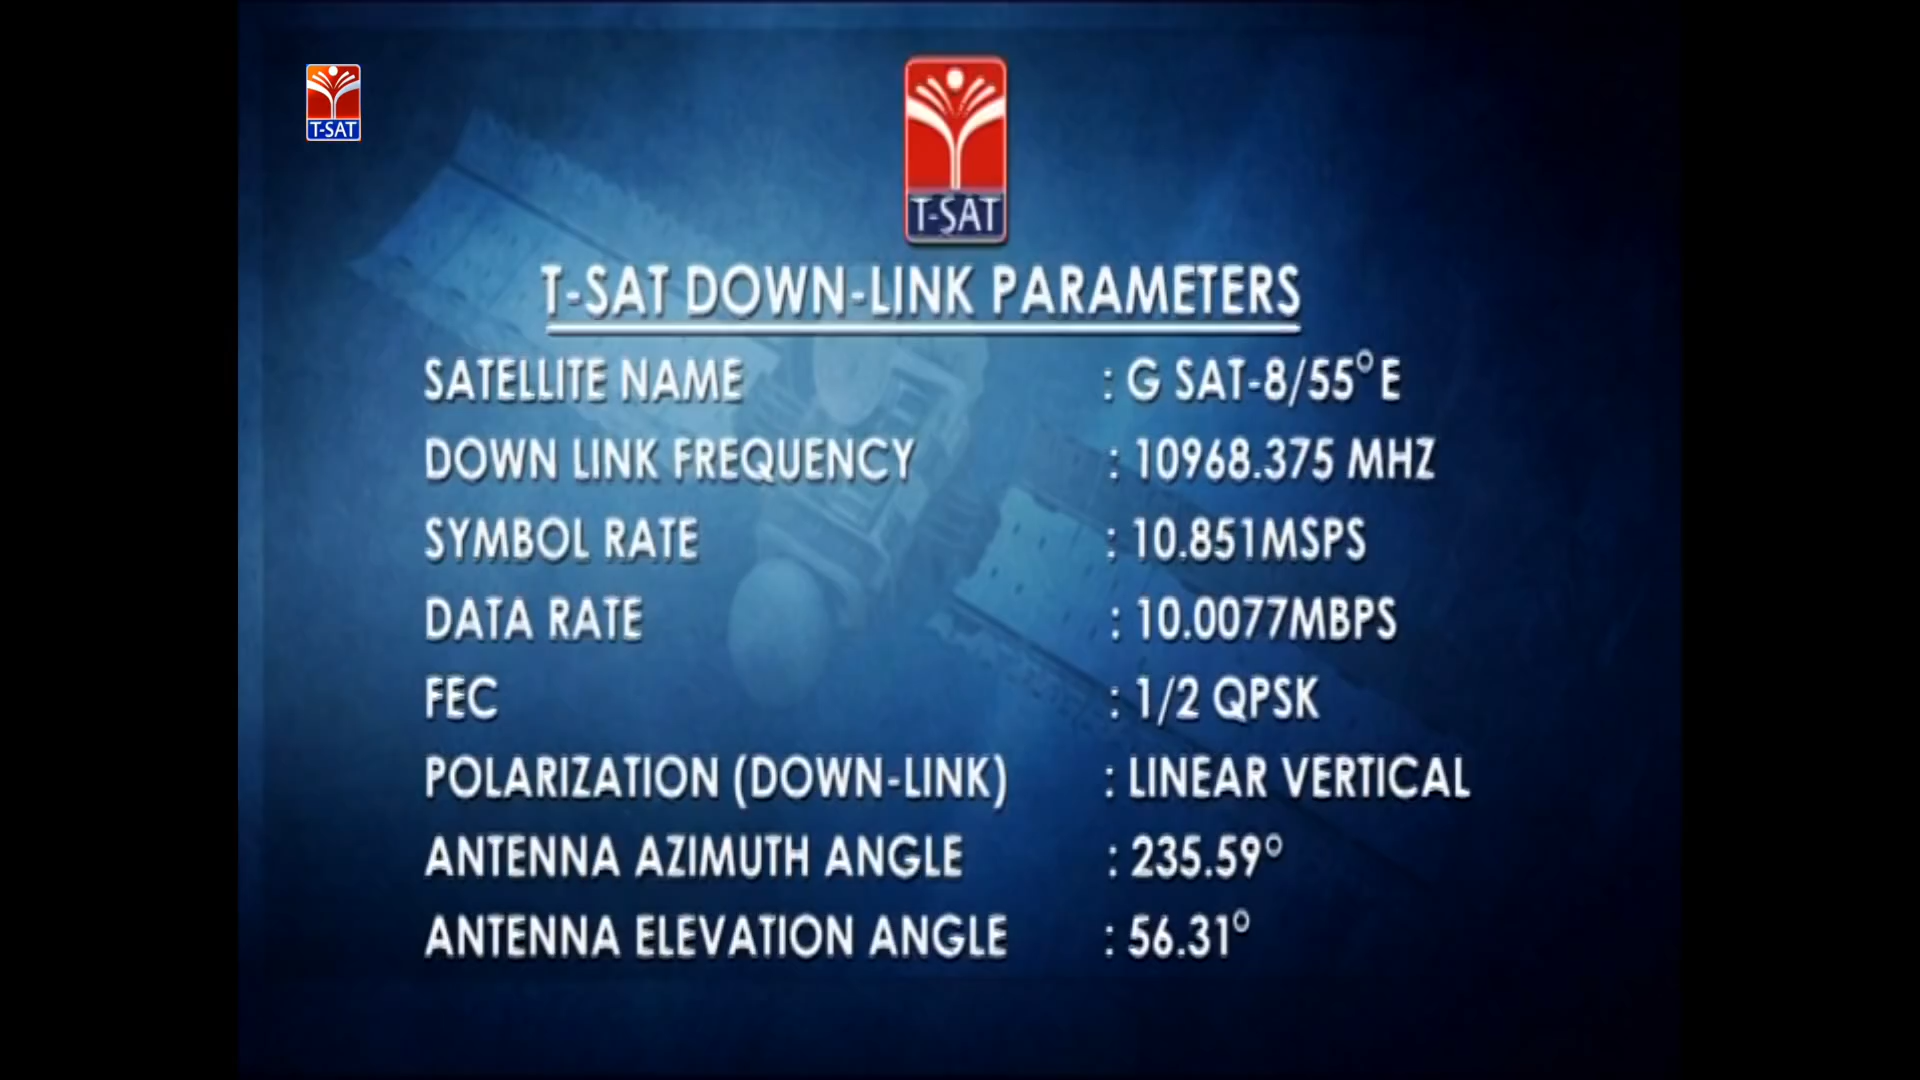 T-SAT
T-SAT
T-SAT DOWN-LINK PARAMETERS
SATELLITE NAME : G SAT-8/55° E
DOWN LINK FREQUENCY : 10968.375 MHZ
SYMBOL RATE : 10.851MSPS
DATA RATE : 10.0077MBPS
FEC : 1/2 QPSK
POLARIZATION (DOWN-LINK) : LINEAR VERTICAL
ANTENNA AZIMUTH ANGLE : 235.59°
ANTENNA ELEVATION ANGLE : 56.31°